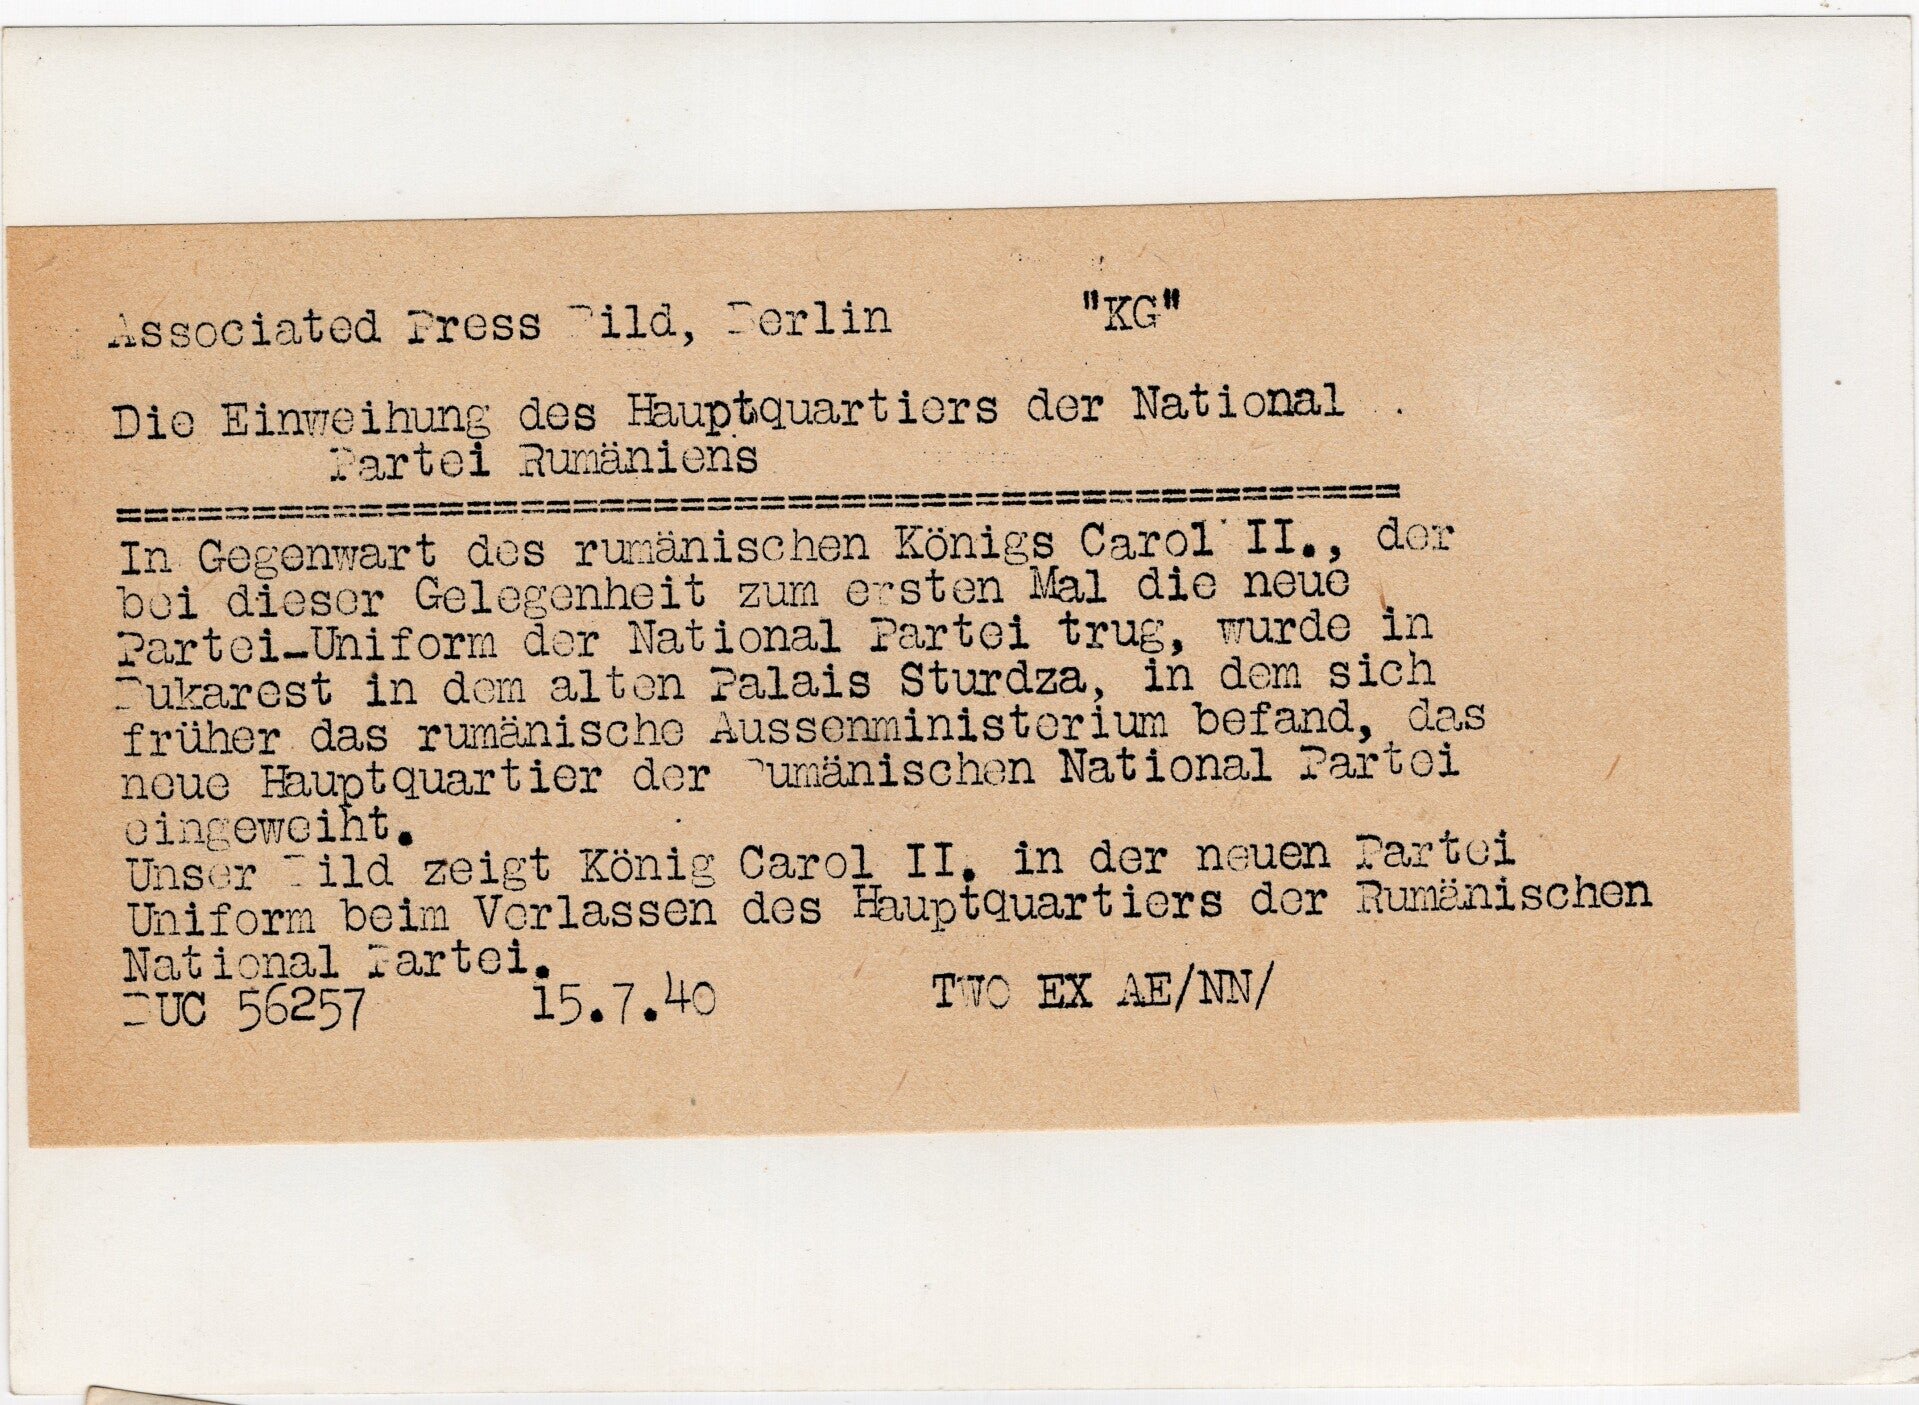 Associated Press Bild, Berlin "KG"
Die Einweihung des Hauptquartiers der National
Partei Rumäniens
================================================
In Gegenwart des rumänischen Königs Carol II., der
bei dieser Gelegenheit zum ersten Mal die neue
Partei-Uniform der National Partei trug, wurde in
Bukarest in dem alten Palais Sturdza, in dem sich
früher das rumänische Aussenministerium befand, das
neue Hauptquartier der Rumänischen National Partei
eingeweiht.
Unser Bild zeigt König Carol II. in der neuen Partei
Uniform beim Verlassen des Hauptquartiers der Rumänischen
National Partei.
BUC 56257 15.7.40 TWO EX AE/NN/